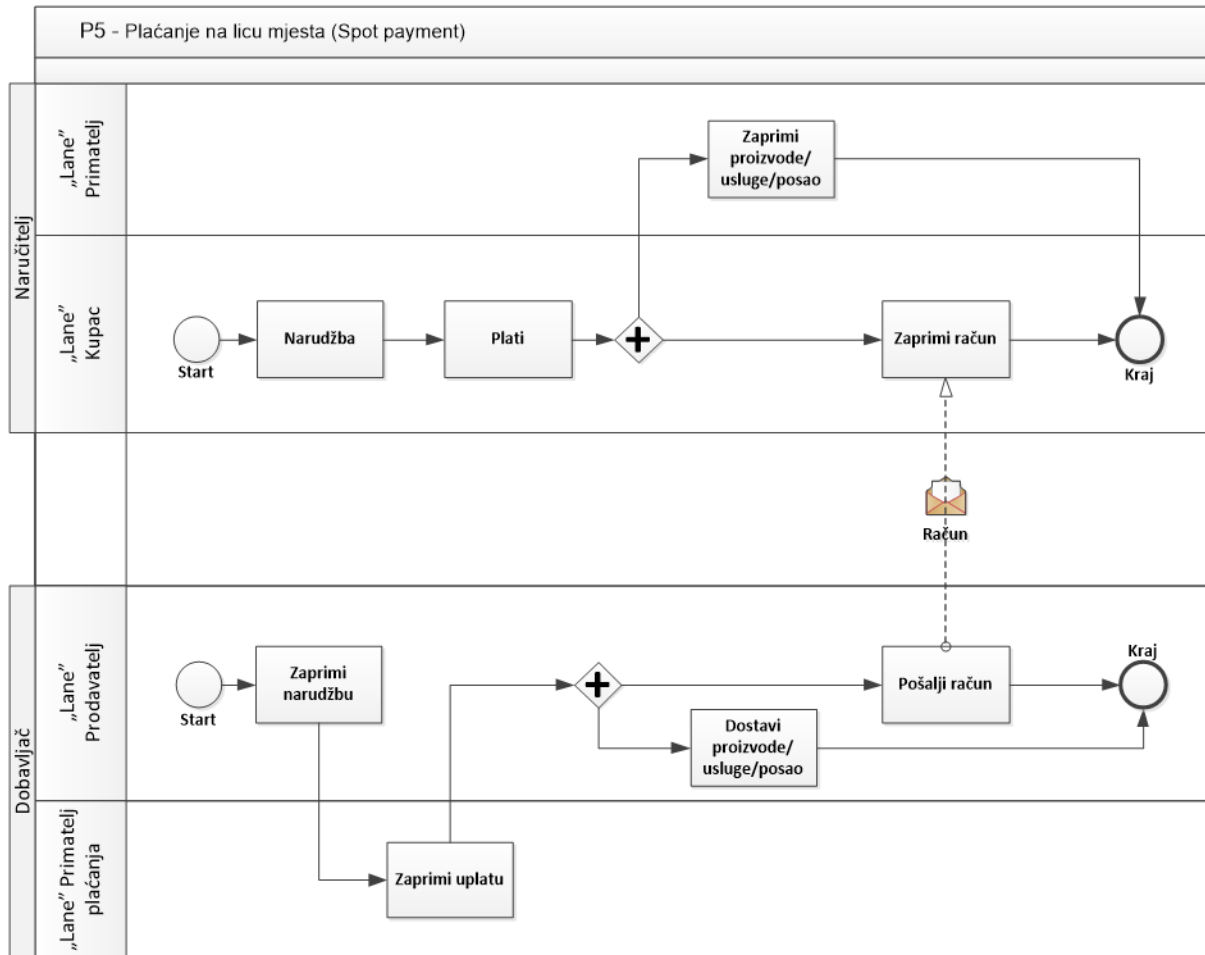 P5 - Plaćanje na licu mjesta (Spot payment)
Naručitelj
„Lane”
Primatelj
Zaprimi
proizvode/
usluge/posao
„Lane”
Kupac
Start
Narudžba
Plati
Zaprimi račun
Kraj
Račun
Dobavljač
„Lane”
Prodavatelj
Start
Zaprimi
narudžbu
Pošalji račun
Kraj
Dostavi
proizvode/
usluge/posao
„Lane” Primatelj
plaćanja
Zaprimi uplatu